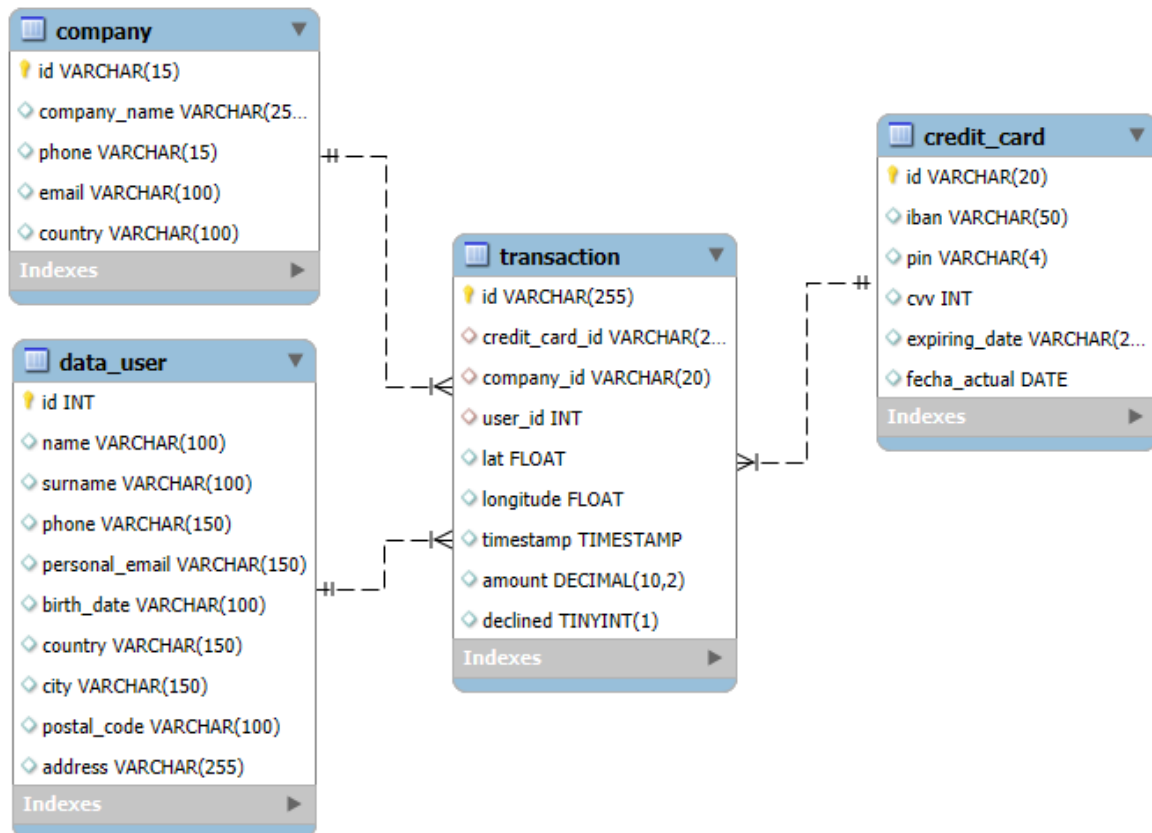 company
id VARCHAR(15)
company_name VARCHAR(25...
phone VARCHAR(15)
email VARCHAR(100)
country VARCHAR(100)
Indexes
data_user
id INT
name VARCHAR(100)
surname VARCHAR(100)
phone VARCHAR(150)
personal_email VARCHAR(150)
birth_date VARCHAR(100)
country VARCHAR(150)
city VARCHAR(150)
postal_code VARCHAR(100)
address VARCHAR(255)
Indexes
transaction
id VARCHAR(255)
credit_card_id VARCHAR(2...
company_id VARCHAR(20)
user_id INT
lat FLOAT
longitude FLOAT
timestamp TIMESTAMP
amount DECIMAL(10,2)
declined TINYINT(1)
Indexes
credit_card
id VARCHAR(20)
iban VARCHAR(50)
pin VARCHAR(4)
cvv INT
expiring_date VARCHAR(2...
fecha_actual DATE
Indexes